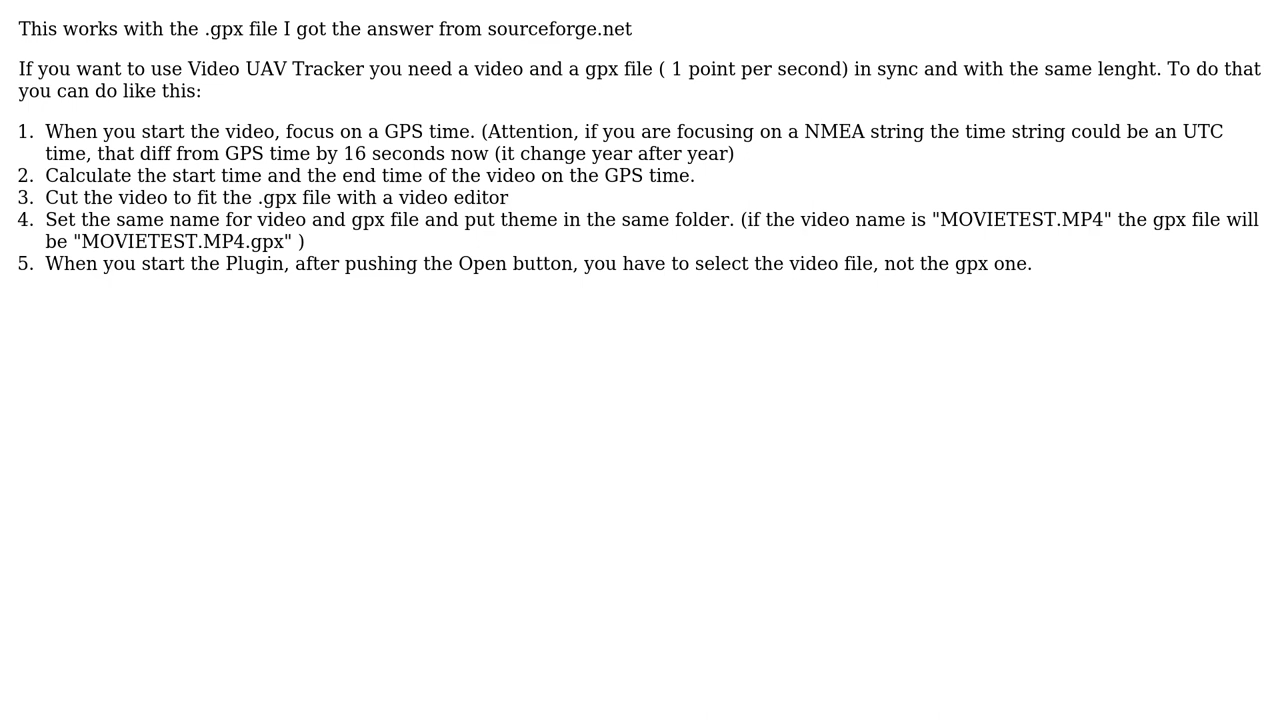 This works with the .gpx file I got the answer from sourceforge.net
If you want to use Video UAV Tracker you need a video and a gpx file ( 1 point per second) in sync and with the same lenght. To do that
you can do like this:
1. When you start the video, focus on a GPS time. (Attention, if you are focusing on a NMEA string the time string could be an UTC
time, that diff from GPS time by 16 seconds now (it change year after year)
2. Calculate the start time and the end time of the video on the GPS time.
3. Cut the video to fit the .gpx file with a video editor
4. Set the same name for video and gpx file and put theme in the same folder. (if the video name is "MOVIETEST.MP4" the gpx file will
be "MOVIETEST.MP4.gpx" )
5. When you start the Plugin, after pushing the Open button, you have to select the video file, not the gpx one.